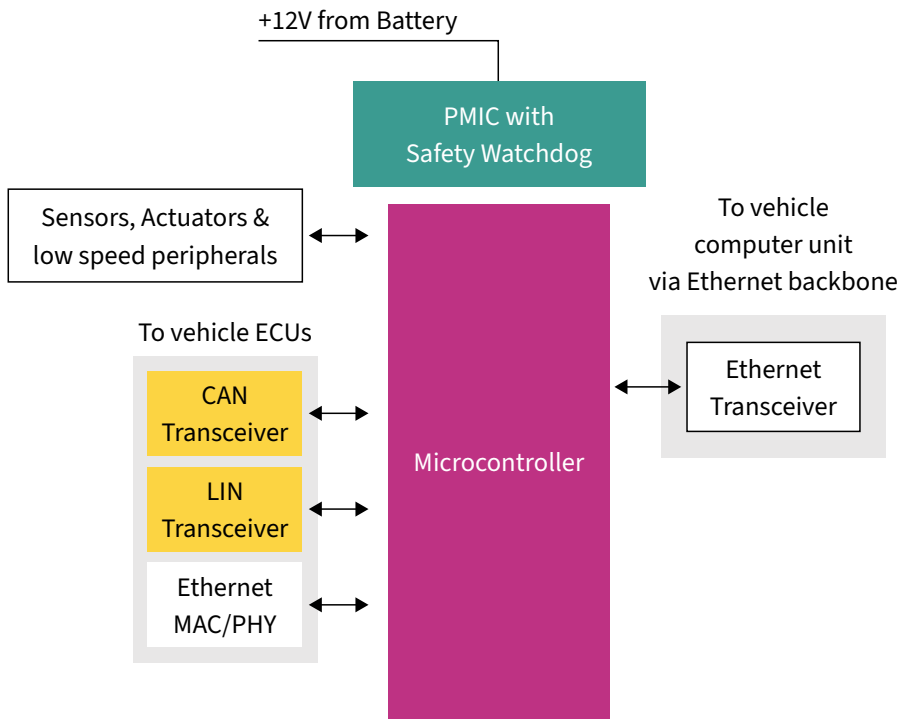 +12V from Battery
PMIC with
Safety Watchdog
Sensors, Actuators &
low speed peripherals
To vehicle
computer unit
via Ethernet backbone
To vehicle ECUs
CAN
Transceiver
LIN
Transceiver
Ethernet
MAC/PHY
Microcontroller
Ethernet
Transceiver